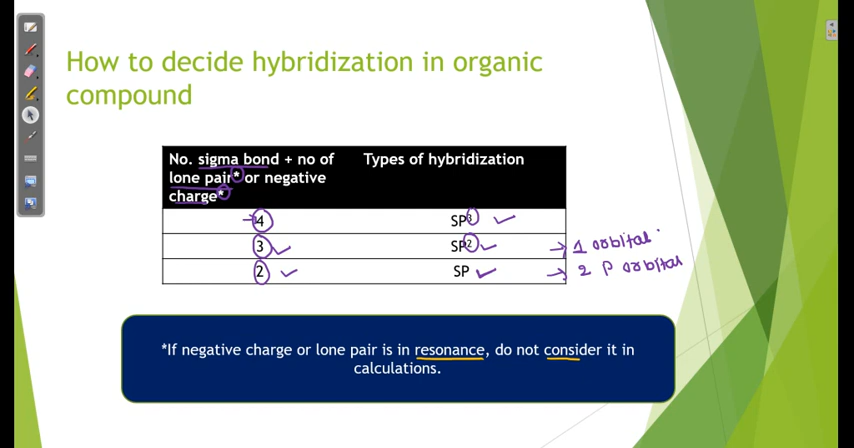 How to decide hybridization in organic
compound
No. sigma bond + no of
lone pair* or negative
charge*
Types of hybridization
4
SP3
3
SP2
→ 1 orbital.
2
SP
→ 2 p orbital
*If negative charge or lone pair is in resonance, do not consider it in
calculations.